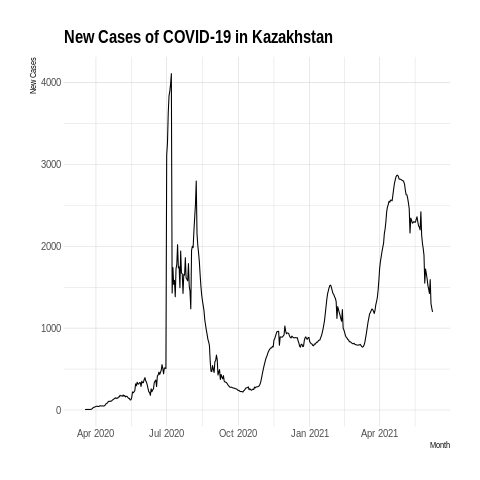 New Cases of COVID-19 in Kazakhstan
New Cases
4000
3000
2000
1000
0
Apr 2020 Jul 2020 Oct 2020 Jan 2021 Apr 2021
Month